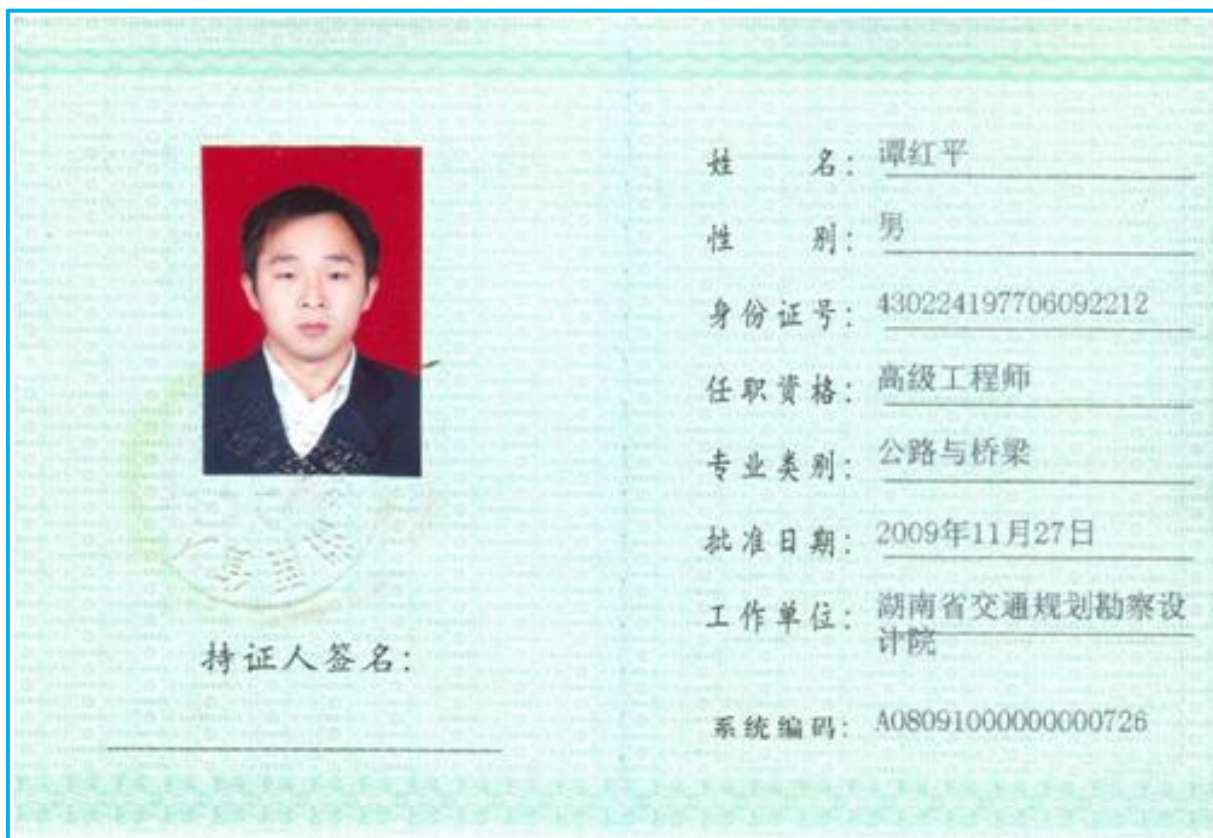 姓 名: 谭红平
性 别: 男
身份证号: 430224197706092212
任职资格: 高级工程师
专业类别: 公路与桥梁
批准日期: 2009年11月27日
工作单位: 湖南省交通规划勘察设
计院
持证人签名:
系统编码: A08091000000000726